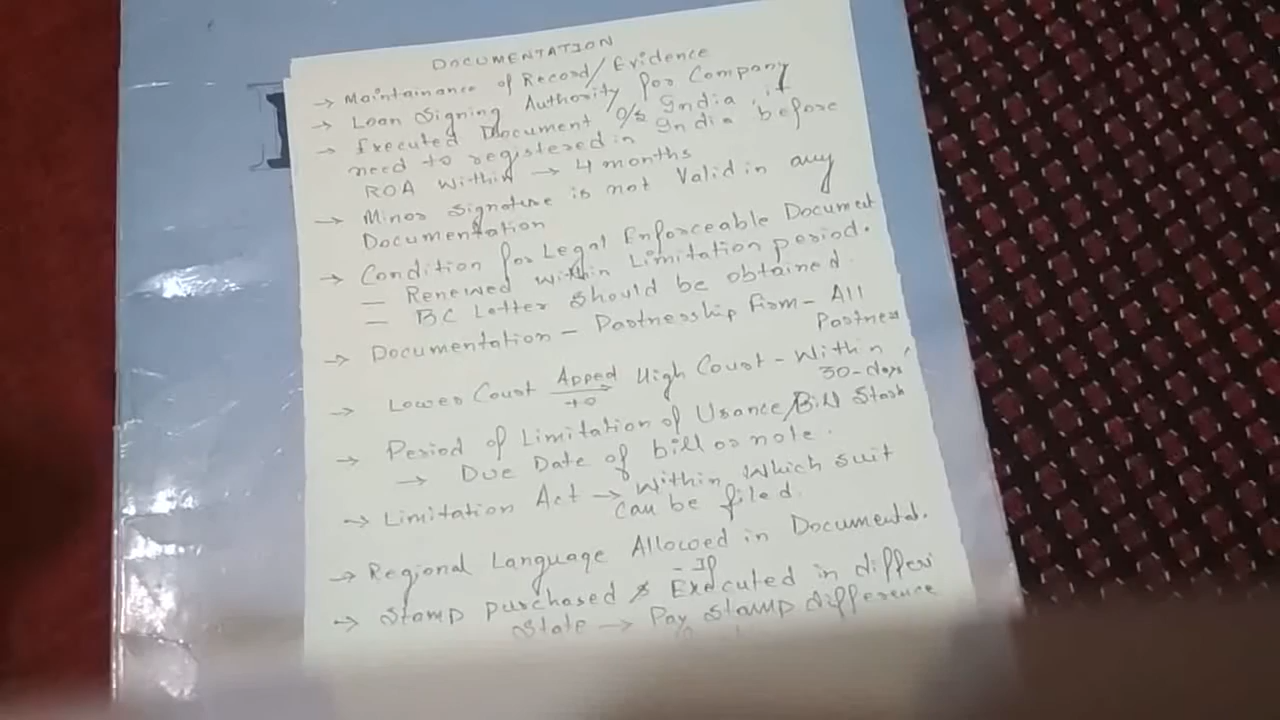 DOCUMENTATION
→ Maintainance of Record/Evidence
→ Loan Signing Authority for Company
→ Executed Document O/s India, if
need to registered in India before
ROA within → 4 months
→ Minor Signature is not Valid in any
Documentation
→ Condition for Legal Enforceable Document
— Renewed within Limitation period.
— BC Letter should be obtained.
→ Documentation — Partnership firm — All
Partner
→ Lower Court Apped to High Court - within
30-days
→ Period of Limitation of Usance/Bill
→ Due Date of bill or note.
→ Limitation Act → within which suit
can be filed.
→ Regional Language Allowed in Documental.
→ Stamp purchased & Executed in differ
- If
State → Pay Stamp difference